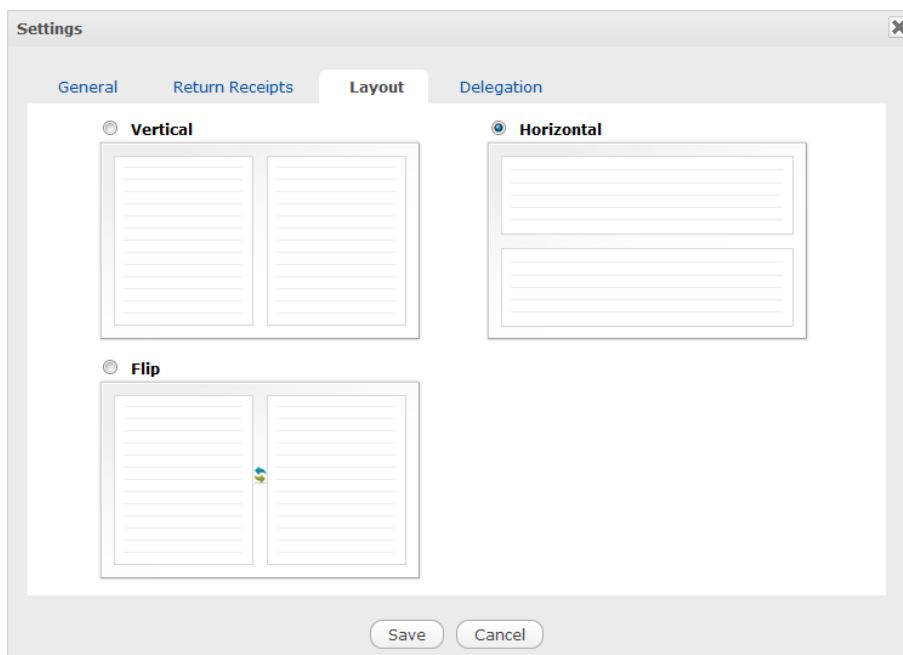 Settings
General Return Receipts Layout Delegation
Vertical Horizontal
Flip
Save Cancel